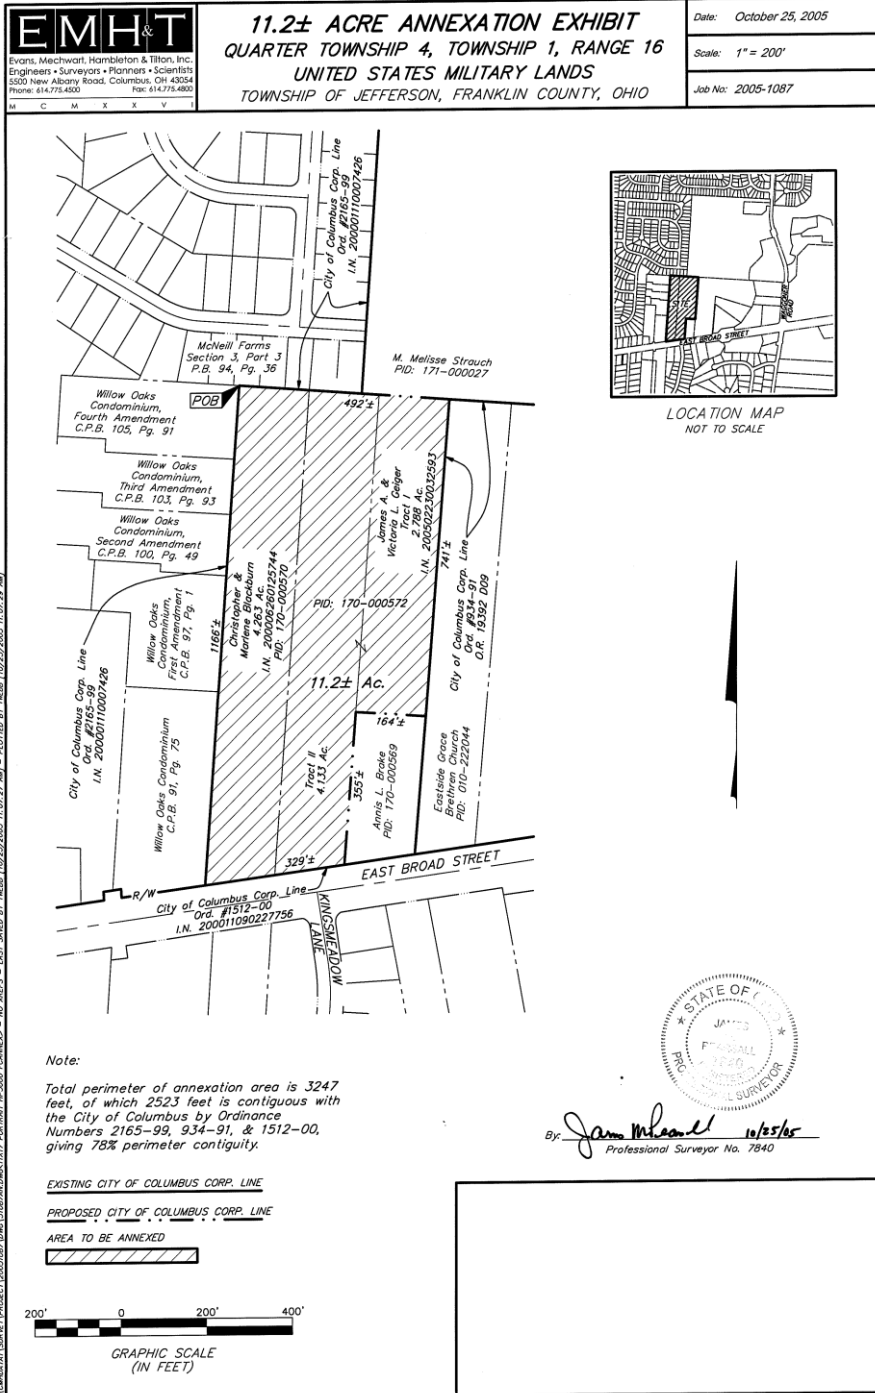 EMH&T
Evans, Mechwart, Hambleton & Tilton, Inc.
Engineers • Surveyors • Planners • Scientists
5500 New Albany Road, Columbus, OH 43054
Phone: 614.775.4500 Fax: 614.775.4800
M C M X X V I
11.2± ACRE ANNEXATION EXHIBIT
QUARTER TOWNSHIP 4, TOWNSHIP 1, RANGE 16
UNITED STATES MILITARY LANDS
TOWNSHIP OF JEFFERSON, FRANKLIN COUNTY, OHIO
Date: October 25, 2005
Scale: 1" = 200'
Job No: 2005-1087
City of Columbus Corp. Line
Ord. #2165-99
I.N. 200001110007426
McNeill Farms
Section 3, Part 3
P.B. 94, Pg. 36
M. Melisse Strauch
PID: 171-000027
SITE
EAST BROAD STREET
ROAD
LOCATION MAP
NOT TO SCALE
Willow Oaks
Condominium,
Fourth Amendment
C.P.B. 105, Pg. 91
POB
492'±
Willow Oaks
Condominium,
Third Amendment
C.P.B. 103, Pg. 93
Willow Oaks
Condominium,
Second Amendment
C.P.B. 100, Pg. 49
Willow Oaks
Condominium,
First Amendment
C.P.B. 97, Pg. 1
City of Columbus Corp. Line
Ord. #2165-99
I.N. 200001110007426
Willow Oaks Condominium
C.P.B. 91, Pg. 75
1166'±
Christopher &
Marlene Blackburn
4.263 Ac.
I.N. 200006260125744
PID: 170-000570
James A. &
Victoria L. Geiger
Tract I
2.788 Ac.
I.N. 200502230032593
741'±
PID: 170-000572
City of Columbus Corp. Line
Ord. #934-91
O.R. 19392 D09
11.2± Ac.
164'±
Tract II
4.133 Ac.
355'±
Annis L. Brake
PID: 170-000569
Eastside Grace
Brethren Church
PID: 010-222044
329'±
EAST BROAD STREET
R/W
City of Columbus Corp. Line
Ord. #1512-00
I.N. 200011090227756
KINGSMEADOW
LANE
STATE OF
JAMES
PROFESSIONAL SURVEYOR
Note:
Total perimeter of annexation area is 3247
feet, of which 2523 feet is contiguous with
the City of Columbus by Ordinance
Numbers 2165-99, 934-91, & 1512-00,
giving 78% perimeter contiguity.
By: 10/25/05
Professional Surveyor No. 7840
EXISTING CITY OF COLUMBUS CORP. LINE
PROPOSED CITY OF COLUMBUS CORP. LINE
AREA TO BE ANNEXED
200' 0 200' 400'
GRAPHIC SCALE
(IN FEET)